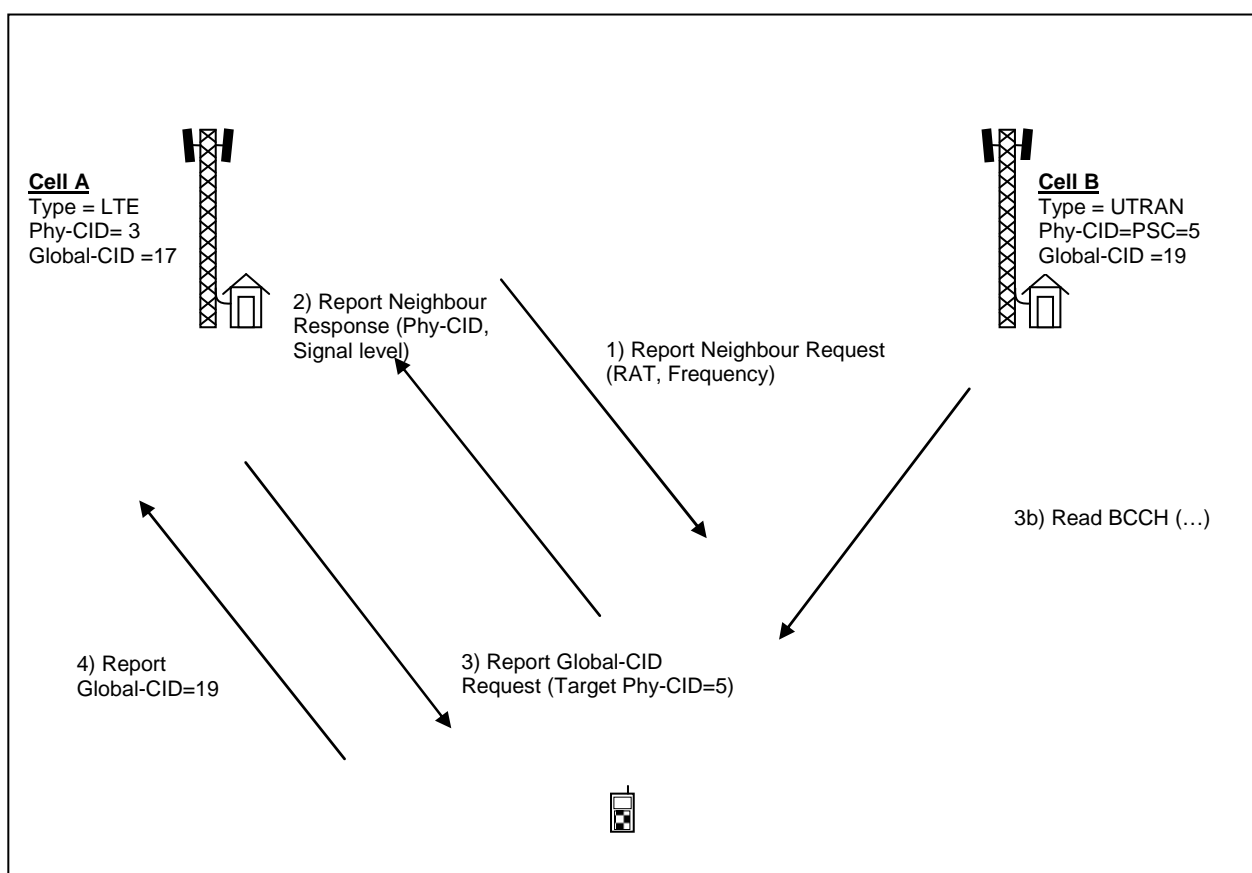 Cell A
Type = LTE
Phy-CID= 3
Global-CID =17
Cell B
Type = UTRAN
Phy-CID=PSC=5
Global-CID =19
2) Report Neighbour
Response (Phy-CID,
Signal level)
1) Report Neighbour Request
(RAT, Frequency)
3b) Read BCCH (…)
4) Report
Global-CID=19
3) Report Global-CID
Request (Target Phy-CID=5)